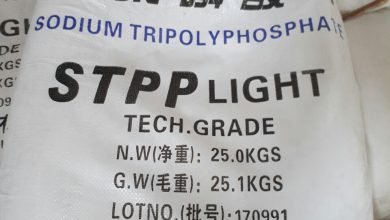 SODIUM TRIPOLYPHOSPHATE
STPP LIGHT
TECH.GRADE
N.W(净重): 25.0KGS
G.W(毛重): 25.1KGS
LOTNO.(批号):170991